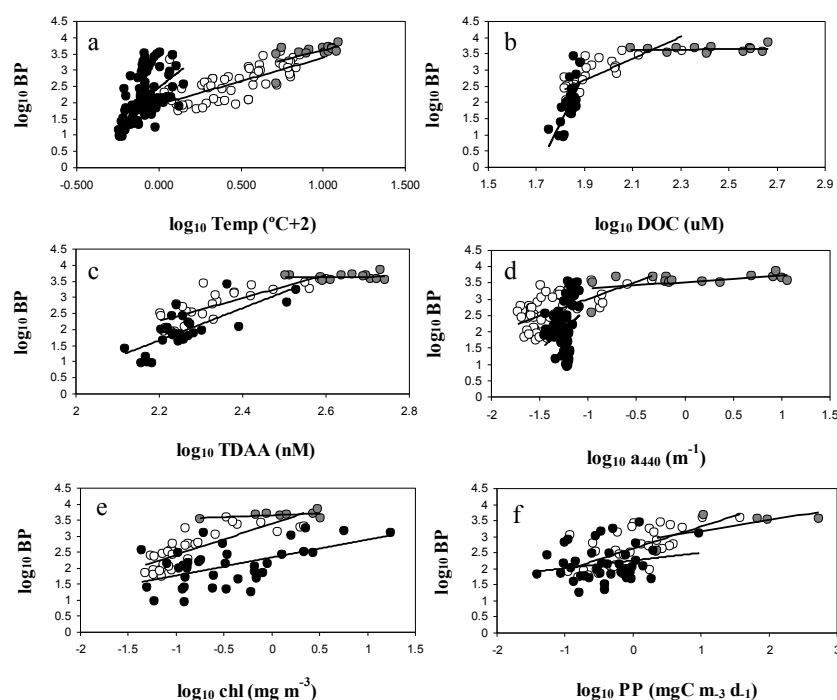 a
log₁₀ BP
4.5
4
3.5
3
2.5
2
1.5
1
0.5
0
-0.500 0.000 0.500 1.000 1.500
log₁₀ Temp (ºC+2)
b
log₁₀ BP
4.5
4
3.5
3
2.5
2
1.5
1
0.5
0
1.5 1.7 1.9 2.1 2.3 2.5 2.7 2.9
log₁₀ DOC (uM)
c
log₁₀ BP
4.5
4
3.5
3
2.5
2
1.5
1
0.5
0
2 2.2 2.4 2.6 2.8
log₁₀ TDAA (nM)
d
log₁₀ BP
4.5
4
3.5
3
2.5
2
1.5
1
0.5
0
-2 -1.5 -1 -0.5 0 0.5 1 1.5
log₁₀ a₄₄₀ (m⁻¹)
e
log₁₀ BP
4.5
4
3.5
3
2.5
2
1.5
1
0.5
0
-2 -1.5 -1 -0.5 0 0.5 1 1.5
log₁₀ chl (mg m⁻³)
f
log₁₀ BP
4.5
4
3.5
3
2.5
2
1.5
1
0.5
0
-2 -1 0 1 2 3
log₁₀ PP (mgC m₋₃ d₋₁)